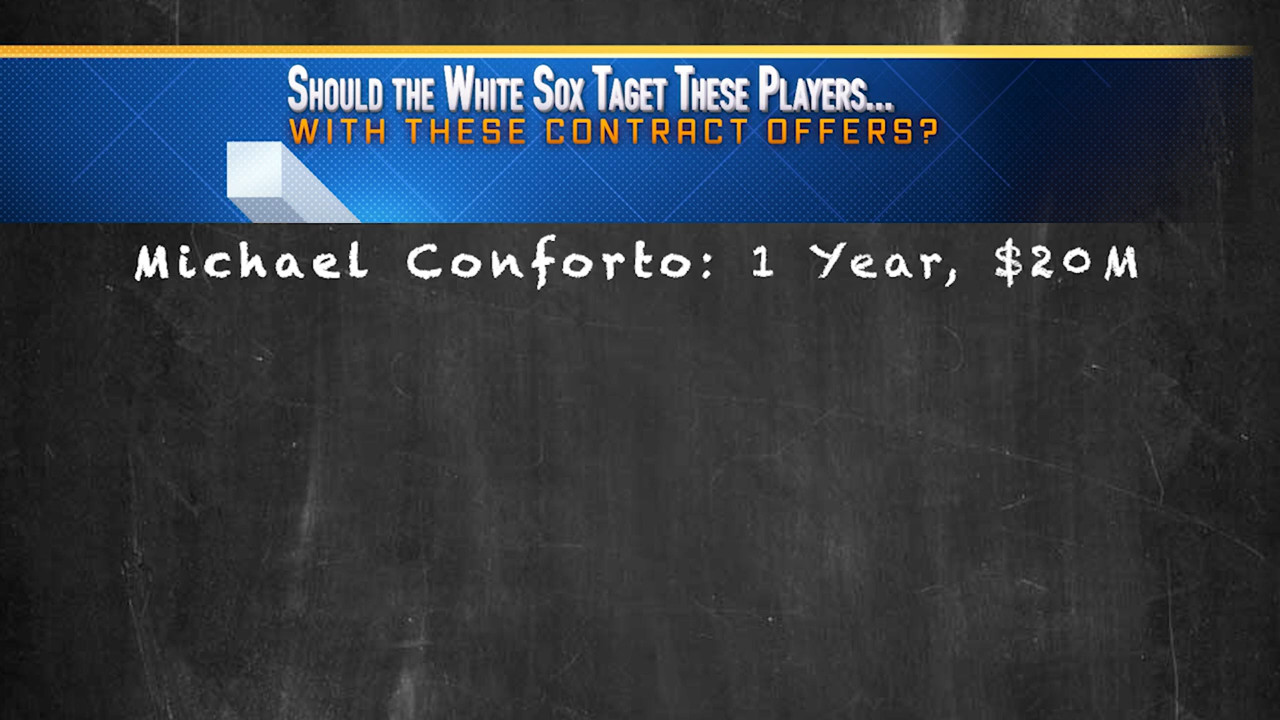 Should the White Sox Taget These Players...
WITH THESE CONTRACT OFFERS?
Michael Conforto: 1 Year, $20M